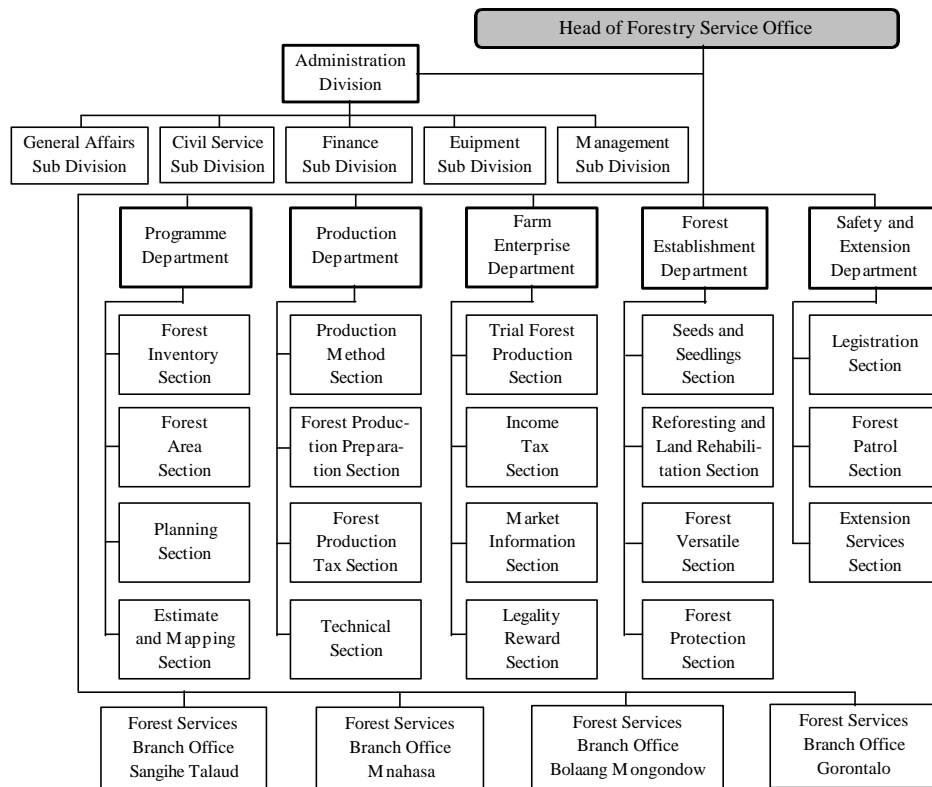 Head of Forestry Service Office
Administration
Division
General Affairs
Sub Division
Civil Service
Sub Division
Finance
Sub Division
Euipment
Sub Division
Management
Sub Division
Programme
Department
Production
Department
Farm
Enterprise
Department
Forest
Establishment
Department
Safety and
Extension
Department
Forest
Inventory
Section
Production
Method
Section
Trial Forest
Production
Section
Seeds and
Seedlings
Section
Legistration
Section
Forest
Area
Section
Forest Produc-
tion Prepara-
tion Section
Income
Tax
Section
Reforesting and
Land Rehabili-
tation Section
Forest
Patrol
Section
Planning
Section
Forest
Production
Tax Section
Market
Information
Section
Forest
Versatile
Section
Extension
Services
Section
Estimate
and Mapping
Section
Technical
Section
Legality
Reward
Section
Forest
Protection
Section
Forest Services
Branch Office
Sangihe Talaud
Forest Services
Branch Office
Mnahasa
Forest Services
Branch Office
Bolaang Mongondow
Forest Services
Branch Office
Gorontalo